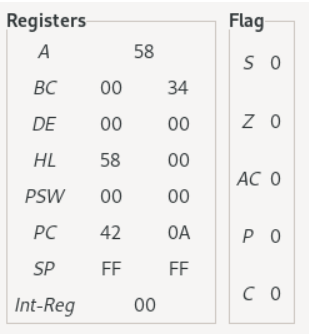 Registers
A 58
BC 00 34
DE 00 00
HL 58 00
PSW 00 00
PC 42 0A
SP FF FF
Int-Reg 00
Flag
S 0
Z 0
AC 0
P 0
C 0